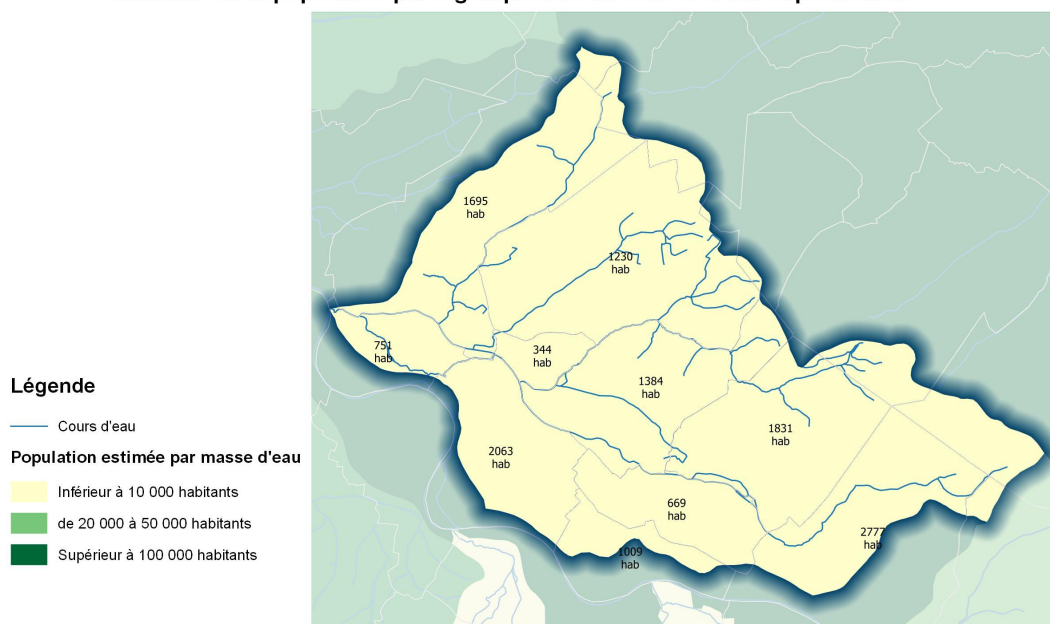 1695
hab
1230
hab
751
hab
344
hab
1384
hab
1831
hab
2063
hab
669
hab
2777
hab
1009
hab
Légende
Cours d'eau
Population estimée par masse d'eau
Inférieur à 10 000 habitants
de 20 000 à 50 000 habitants
Supérieur à 100 000 habitants